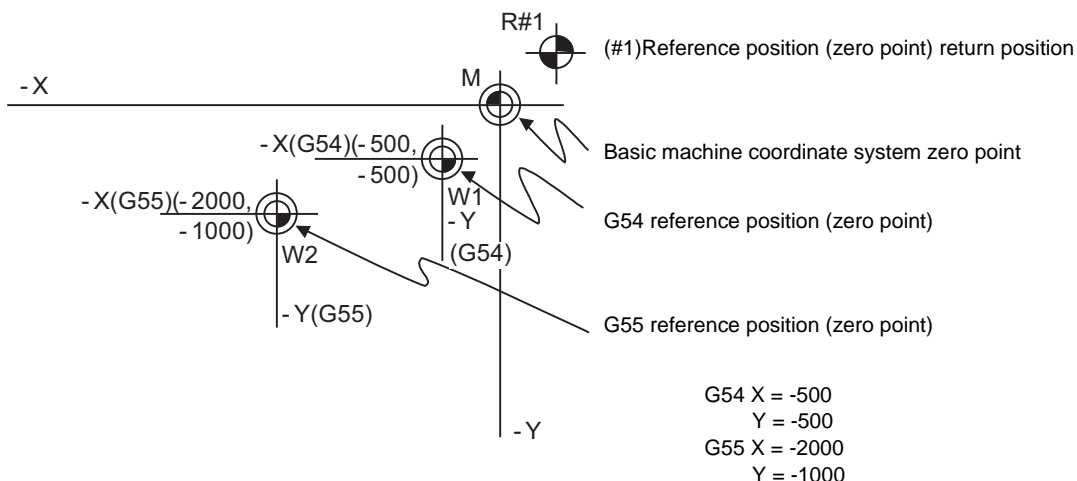 R#1
(#1)Reference position (zero point) return position
M
-X
Basic machine coordinate system zero point
-X(G54)(-500,
-500)
W1
-Y
(G54)
G54 reference position (zero point)
-X(G55)(-2000,
-1000)
W2
-Y(G55)
G55 reference position (zero point)
-Y
G54 X = -500
Y = -500
G55 X = -2000
Y = -1000